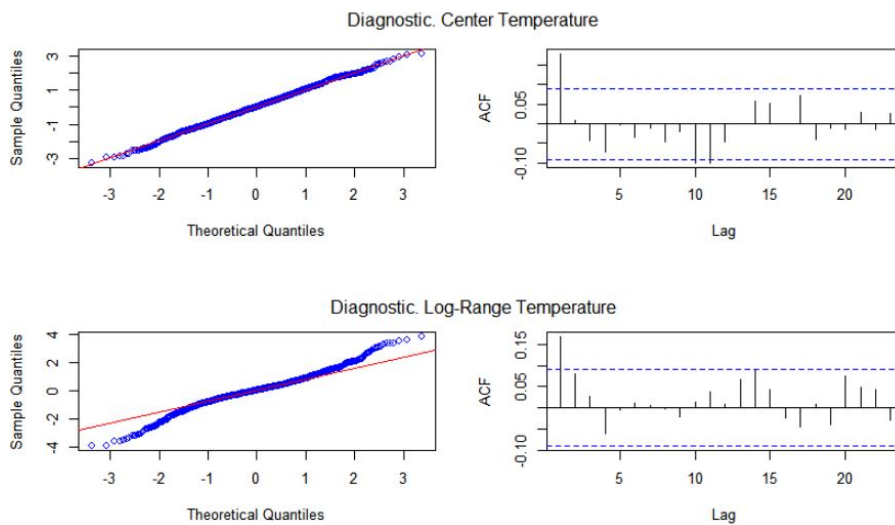 Diagnostic. Center Temperature
Sample Quantiles
3
1
-1
-3
-3 -2 -1 0 1 2 3
Theoretical Quantiles
ACF
0.05
-0.10
5 10 15 20
Lag
Diagnostic. Log-Range Temperature
Sample Quantiles
4
2
0
-2
-4
-3 -2 -1 0 1 2 3
Theoretical Quantiles
ACF
0.15
0.05
-0.10
5 10 15 20
Lag